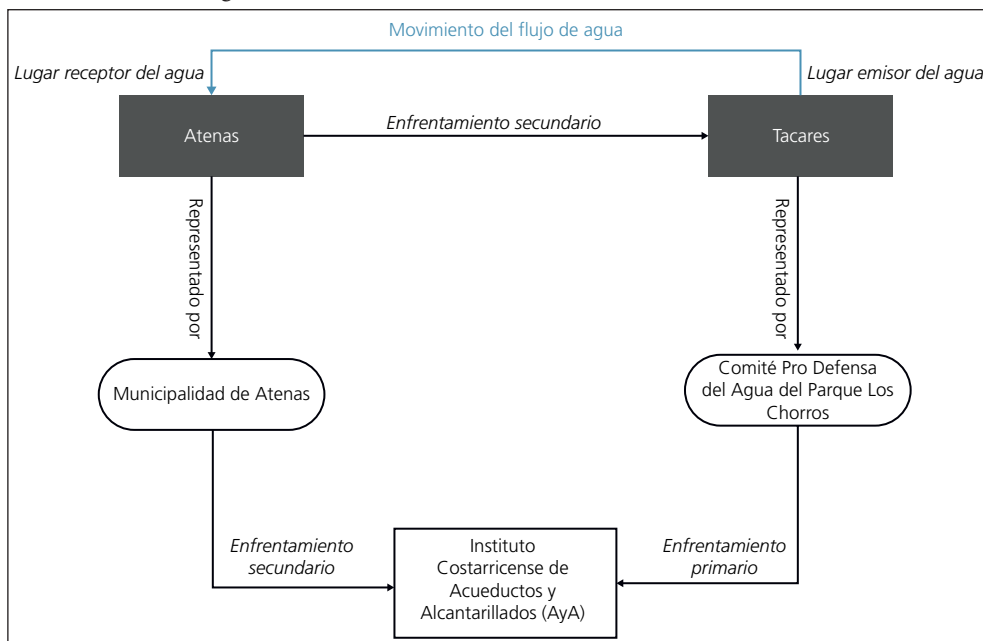 Movimiento del flujo de agua
Lugar receptor del agua
Lugar emisor del agua
Atenas
Enfrentamiento secundario
Tacares
Representado por
Representado por
Municipalidad de Atenas
Comité Pro Defensa
del Agua del Parque Los
Chorros
Enfrentamiento
secundario
Instituto
Costarricense de
Acueductos y
Alcantarillados (AyA)
Enfrentamiento
primario